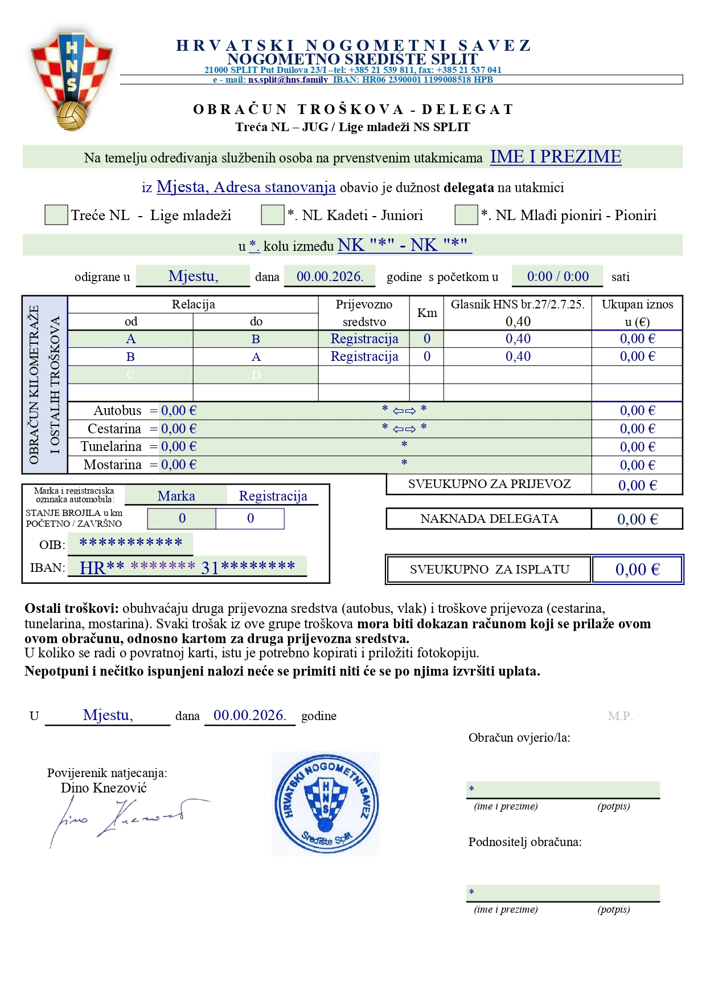 HNS
HRVATSKI NOGOMETNI SAVEZ
NOGOMETNO SREDIŠTE SPLIT
21000 SPLIT Put Duilova 23/I –tel: +385 21 539 811, fax: +385 21 537 041
e - mail: ns.split@hns.family IBAN: HR06 2390001 1199008518 HPB
OBRAČUN TROŠKOVA - DELEGAT
Treća NL – JUG / Lige mladeži NS SPLIT
Na temelju određivanja službenih osoba na prvenstvenim utakmicama IME I PREZIME
iz Mjesta, Adresa stanovanja obavio je dužnost delegata na utakmici
Treće NL - Lige mladeži *. NL Kadeti - Juniori *. NL Mlađi pioniri - Pioniri
u *. kolu između NK "*" - NK "*"
odigrane u Mjestu, dana 00.00.2026. godine s početkom u 0:00 / 0:00 sati
OBRAČUN KILOMETRAŽE
I OSTALIH TROŠKOVA
Relacija Prijevozno sredstvo Km Glasnik HNS br.27/2.7.25. Ukupan iznos
od do 0,40 u (€)
A B Registracija 0 0,40 0,00 €
B A Registracija 0 0,40 0,00 €
C D
Autobus = 0,00 € * ⇦⇨ * 0,00 €
Cestarina = 0,00 € * ⇦⇨ * 0,00 €
Tunelarina = 0,00 € * 0,00 €
Mostarina = 0,00 € * 0,00 €
SVEUKUPNO ZA PRIJEVOZ 0,00 €
Marka i registraciska
oznnaka automobila: Marka Registracija
STANJE BROJILA u km
POČETNO / ZAVRŠNO 0 0
NAKNADA DELEGATA 0,00 €
OIB: ***********
IBAN: HR** ******* 31********
SVEUKUPNO ZA ISPLATU 0,00 €
Ostali troškovi: obuhvaćaju druga prijevozna sredstva (autobus, vlak) i troškove prijevoza (cestarina,
tunelarina, mostarina). Svaki trošak iz ove grupe troškova mora biti dokazan računom koji se prilaže ovom
ovom obračunu, odnosno kartom za druga prijevozna sredstva.
U koliko se radi o povratnoj karti, istu je potrebno kopirati i priložiti fotokopiju.
Nepotpuni i nečitko ispunjeni nalozi neće se primiti niti će se po njima izvršiti uplata.
U Mjestu, dana 00.00.2026. godine
M.P.
Obračun ovjerio/la:
Povijerenik natjecanja:
Dino Knezović
Dino Knezović
HRVATSKI NOGOMETNI SAVEZ
HNS
Središte Split
*
(ime i prezime) (potpis)
Podnositelj obračuna:
*
(ime i prezime) (potpis)